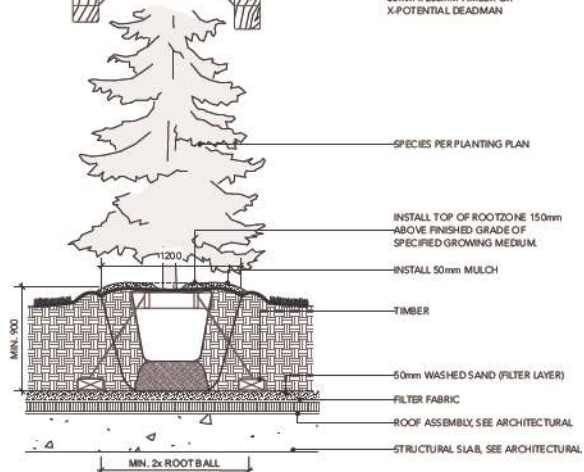 X-POTENTIAL DEADMAN
SPECIES PER PLANTING PLAN
INSTALL TOP OF ROOTZONE 150mm
ABOVE FINISHED GRADE OF
SPECIFIED GROWING MEDIUM.
1200
INSTALL 50mm MULCH
TIMBER
MIN. 900
50mm WASHED SAND (FILTER LAYER)
FILTER FABRIC
ROOF ASSEMBLY, SEE ARCHITECTURAL
STRUCTURAL SLAB, SEE ARCHITECTURAL
MIN. 2x ROOT BALL